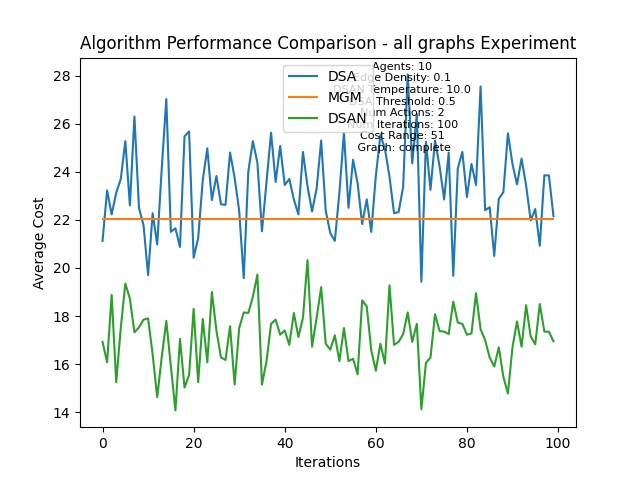 Algorithm Performance Comparison - all graphs Experiment
Average Cost
28
26
24
22
20
18
16
14
DSA
MGM
DSAN
Agents: 10
Edge Density: 0.1
DSAN Temperature: 10.0
DSA Threshold: 0.5
Num Actions: 2
Num Iterations: 100
Cost Range: 51
Graph: complete
0 20 40 60 80 100
Iterations